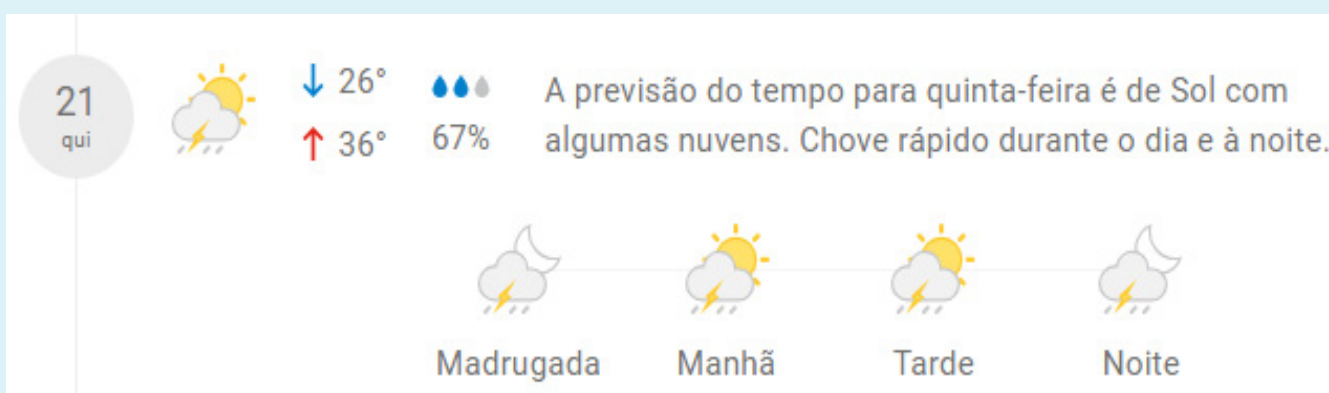 21
qui
↓ 26°
↑ 36°
67%
A previsão do tempo para quinta-feira é de Sol com
algumas nuvens. Chove rápido durante o dia e à noite.
Madrugada Manhã Tarde Noite